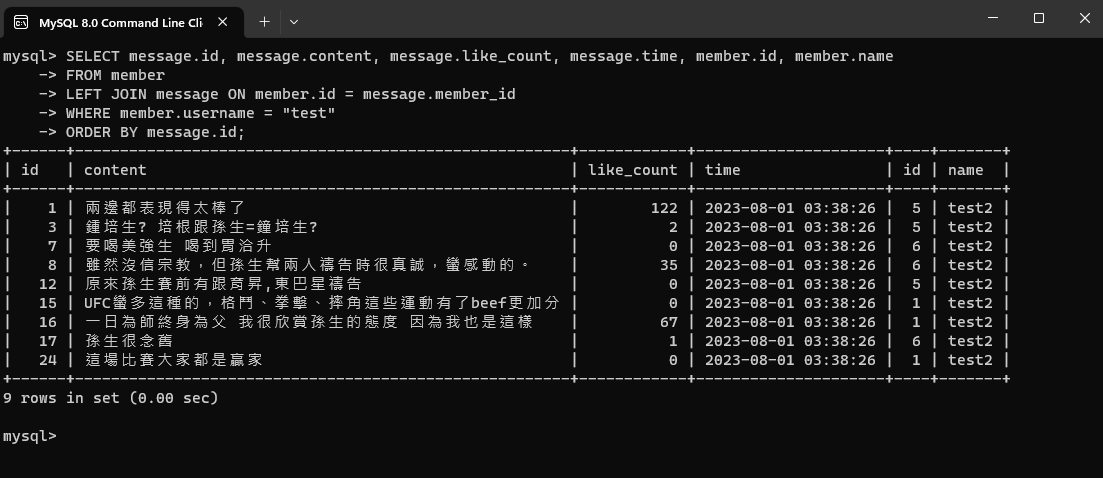 MySQL 8.0 Command Line Cli
mysql> SELECT message.id, message.content, message.like_count, message.time, member.id, member.name
    -> FROM member
    -> LEFT JOIN message ON member.id = message.member_id
    -> WHERE member.username = "test"
    -> ORDER BY message.id;
+------+-------------------------------------------------------+------------+---------------------+----+-------+
| id   | content                                               | like_count | time                | id | name  |
+------+-------------------------------------------------------+------------+---------------------+----+-------+
|    1 | 兩邊都表現得太棒了 | 122 | 2023-08-01 03:38:26 | 5 | test2 |
|    3 | 鍾培生? 培根跟孫生=鐘培生? | 2 | 2023-08-01 03:38:26 | 5 | test2 |
|    7 | 要喝美強生 喝到胃洽升 | 0 | 2023-08-01 03:38:26 | 6 | test2 |
|    8 | 雖然沒信宗教，但孫生幫兩人禱告時很真誠，蠻感動的。 | 35 | 2023-08-01 03:38:26 | 6 | test2 |
|   12 | 原來孫生賽前有跟育昇,東巴星禱告 | 0 | 2023-08-01 03:38:26 | 5 | test2 |
|   15 | UFC蠻多這種的，格鬥、拳擊、摔角這些運動有了beef更加分 | 0 | 2023-08-01 03:38:26 | 1 | test2 |
|   16 | 一日為師終身為父 我很欣賞孫生的態度 因為我也是這樣 | 67 | 2023-08-01 03:38:26 | 1 | test2 |
|   17 | 孫生很念舊 | 1 | 2023-08-01 03:38:26 | 6 | test2 |
|   24 | 這場比賽大家都是贏家 | 0 | 2023-08-01 03:38:26 | 1 | test2 |
+------+-------------------------------------------------------+------------+---------------------+----+-------+
9 rows in set (0.00 sec)
mysql>